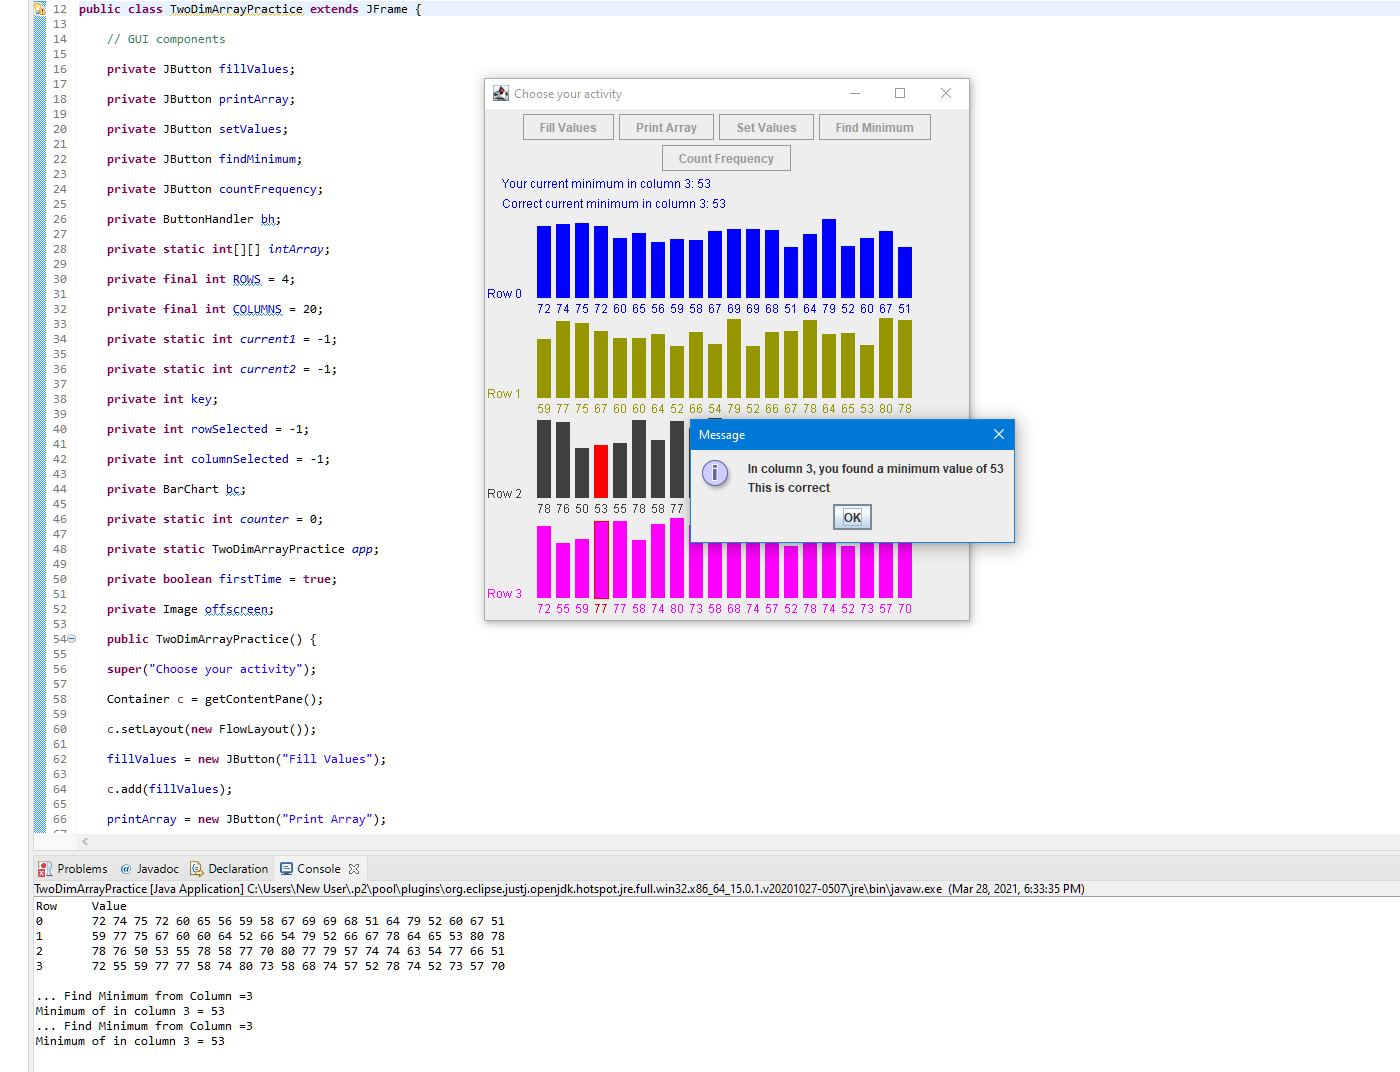 12 public class TwoDimArrayPractice extends JFrame {
13
14 // GUI components
15
16 private JButton fillValues;
17
18 private JButton printArray;
19
20 private JButton setValues;
21
22 private JButton findMinimum;
23
24 private JButton countFrequency;
25
26 private ButtonHandler bh;
27
28 private static int[][] intArray;
29
30 private final int ROWS = 4;
31
32 private final int COLUMNS = 20;
33
34 private static int current1 = -1;
35
36 private static int current2 = -1;
37
38 private int key;
39
40 private int rowSelected = -1;
41
42 private int columnSelected = -1;
43
44 private BarChart bc;
45
46 private static int counter = 0;
47
48 private static TwoDimArrayPractice app;
49
50 private boolean firstTime = true;
51
52 private Image offscreen;
53
54 public TwoDimArrayPractice() {
55
56 super("Choose your activity");
57
58 Container c = getContentPane();
59
60 c.setLayout(new FlowLayout());
61
62 fillValues = new JButton("Fill Values");
63
64 c.add(fillValues);
65
66 printArray = new JButton("Print Array");
Choose your activity
Fill Values Print Array Set Values Find Minimum
Count Frequency
Your current minimum in column 3: 53
Correct current minimum in column 3: 53
Row 0
72 74 75 72 60 65 56 59 58 67 69 69 68 51 64 79 52 60 67 51
Row 1
59 77 75 67 60 60 64 52 66 54 79 52 66 67 78 64 65 53 80 78
Row 2
78 76 50 53 55 78 58 77
Row 3
72 55 59 77 77 58 74 80 73 58 68 74 57 52 78 74 52 73 57 70
Message
In column 3, you found a minimum value of 53
This is correct
OK
Problems @ Javadoc Declaration Console
TwoDimArrayPractice [Java Application] C:\Users\New User\.p2\pool\plugins\org.eclipse.justj.openjdk.hotspot.jre.full.win32.x86_64_15.0.1.v20201027-0507\jre\bin\javaw.exe (Mar 28, 2021, 6:33:35 PM)
Row Value
0 72 74 75 72 60 65 56 59 58 67 69 69 68 51 64 79 52 60 67 51
1 59 77 75 67 60 60 64 52 66 54 79 52 66 67 78 64 65 53 80 78
2 78 76 50 53 55 78 58 77 70 80 77 79 57 74 74 63 54 77 66 51
3 72 55 59 77 77 58 74 80 73 58 68 74 57 52 78 74 52 73 57 70
... Find Minimum from Column =3
Minimum of in column 3 = 53
... Find Minimum from Column =3
Minimum of in column 3 = 53